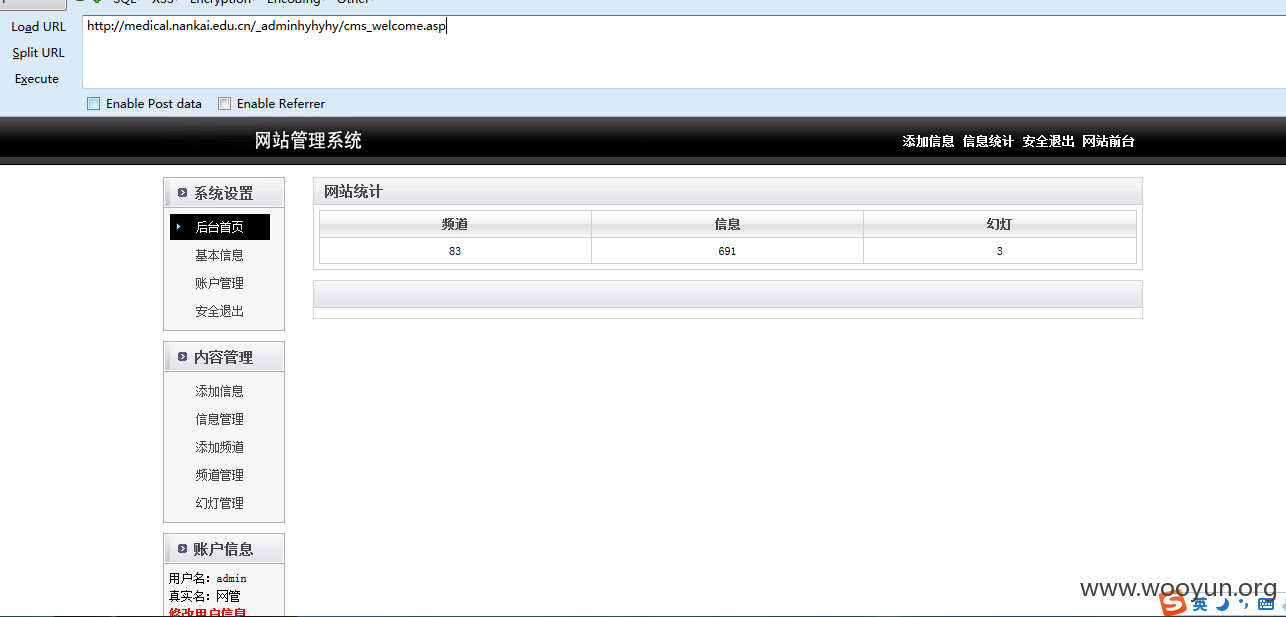 SQL XSS Encryption Encoding Other
Load URL
http://medical.nankai.edu.cn/_adminhyhyhy/cms_welcome.asp
Split URL
Execute
Enable Post data Enable Referrer
网站管理系统
添加信息 信息统计 安全退出 网站前台
系统设置
后台首页
基本信息
账户管理
安全退出
内容管理
添加信息
信息管理
添加频道
频道管理
幻灯管理
账户信息
用户名: admin
真实名: 网管
修改用户信息
网站统计
频道 信息 幻灯
83 691 3
www.wooyun.org
S 英